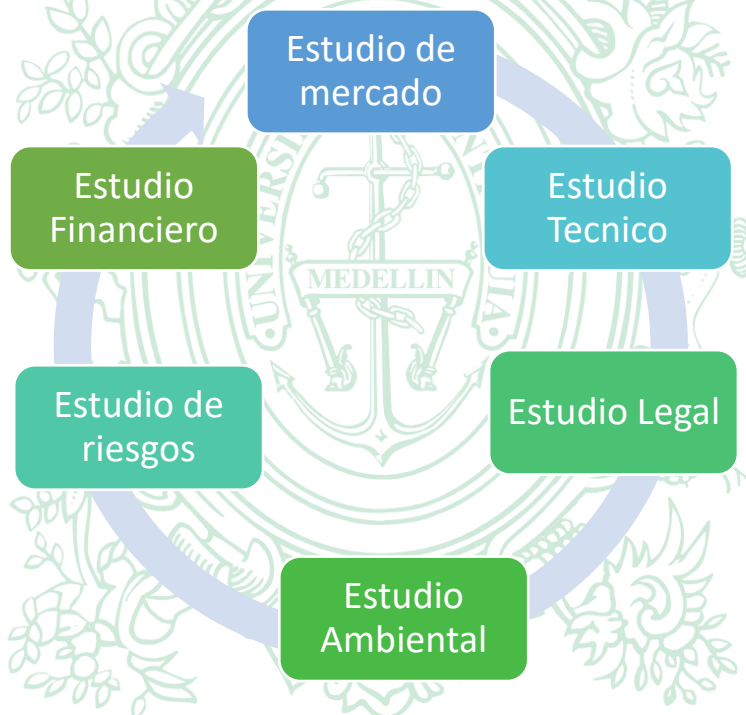 Estudio de
mercado
Estudio
Tecnico
Estudio Legal
Estudio
Ambiental
Estudio de
riesgos
Estudio
Financiero
MEDELLIN